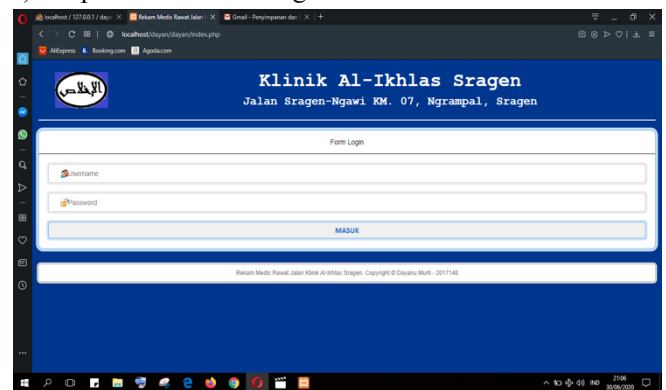 localhost / 127.0.0.1 / daya
Rekam Medis Rawat Jalan
Gmail - Penyimpanan dan
localhost/dayan/dayan/index.php
AliExpress
Booking.com
Agoda.com
الإخلاص
Klinik Al-Ikhlas Sragen
Jalan Sragen-Ngawi KM. 07, Ngrampal, Sragen
Form Login
Username
Password
MASUK
Rekam Medis Rawat Jalan Klinik Al-Ikhlas Sragen. Copyright © Dayanu Murti - 2017148
IND
21:06
30/06/2020